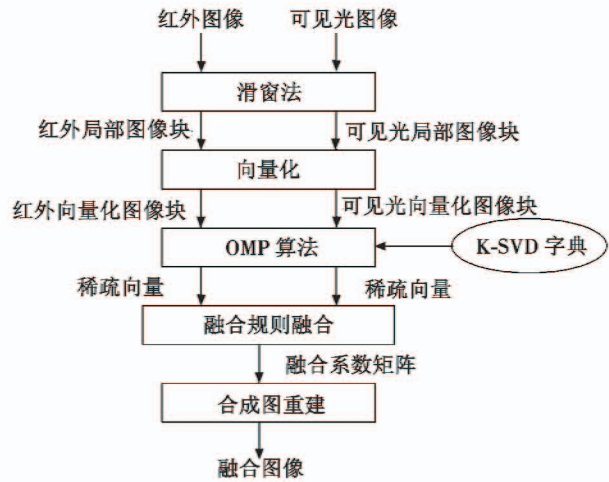 红外图像
可见光图像
滑窗法
红外局部图像块
可见光局部图像块
向量化
红外向量化图像块
可见光向量化图像块
OMP 算法
K-SVD 字典
稀疏向量
稀疏向量
融合规则融合
融合系数矩阵
合成图重建
融合图像